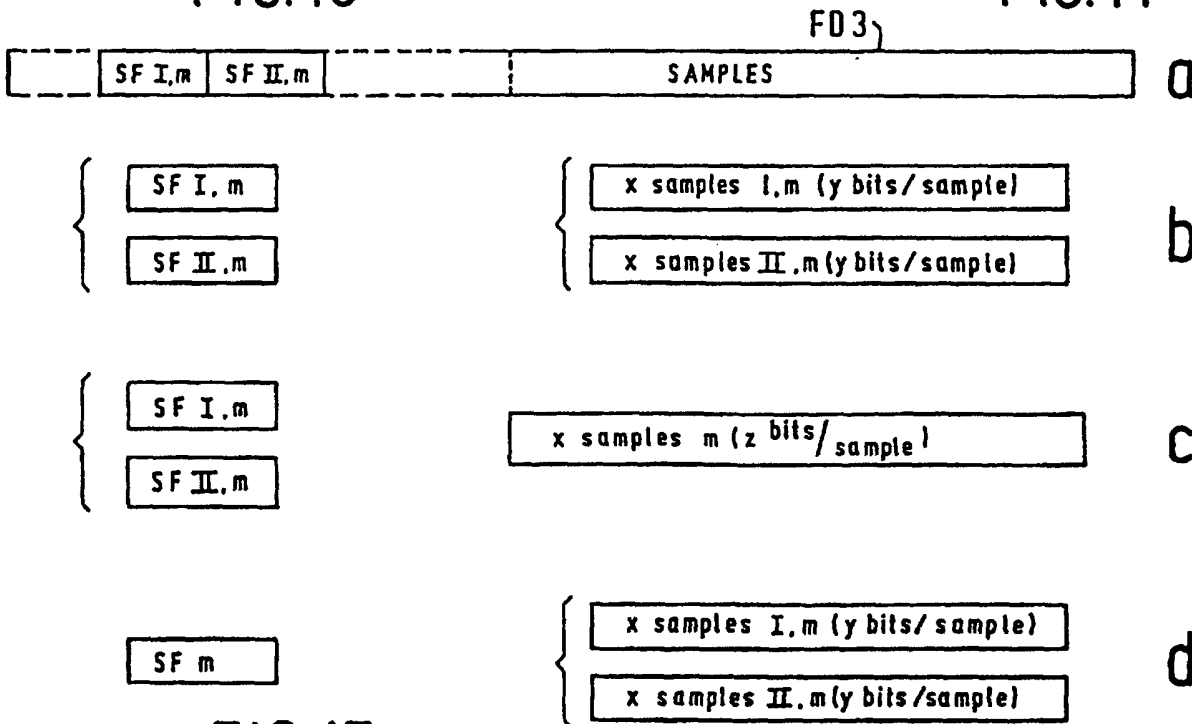 FD3
SF I,m SF II,m SAMPLES a
SF I, m x samples I,m (y bits/sample)
b
SF II,m x samples II,m (y bits/sample)
SF I,m
x samples m (z bits/sample) c
SF II,m
x samples I,m (y bits/sample)
SF m d
x samples II,m (y bits/sample)